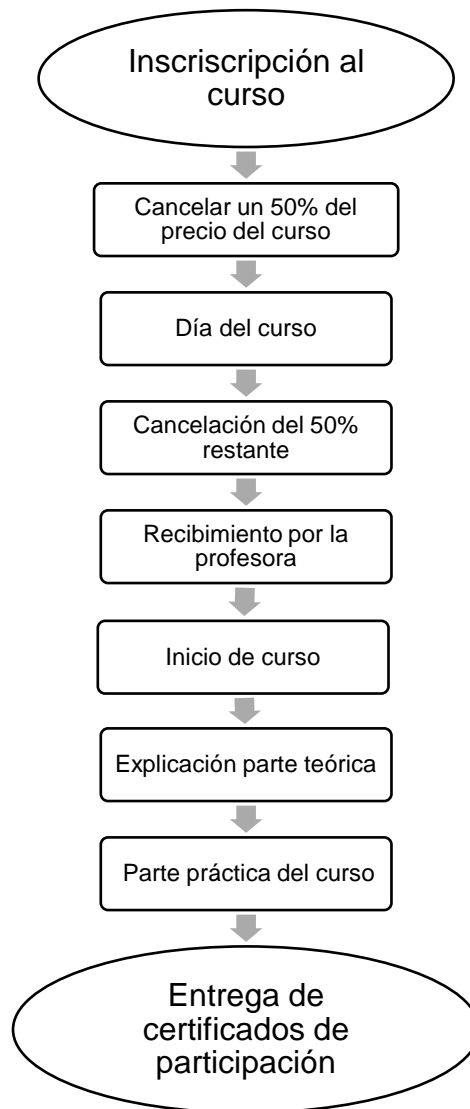 Inscriscripción al
curso
Cancelar un 50% del
precio del curso
Día del curso
Cancelación del 50%
restante
Recibimiento por la
profesora
Inicio de curso
Explicación parte teórica
Parte práctica del curso
Entrega de
certificados de
participación